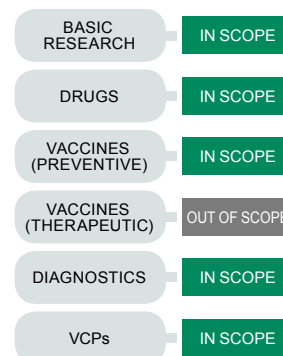 BASIC
RESEARCH
IN SCOPE
DRUGS
IN SCOPE
VACCINES
(PREVENTIVE)
IN SCOPE
VACCINES
(THERAPEUTIC)
OUT OF SCOPE
DIAGNOSTICS
IN SCOPE
VCPs
IN SCOPE